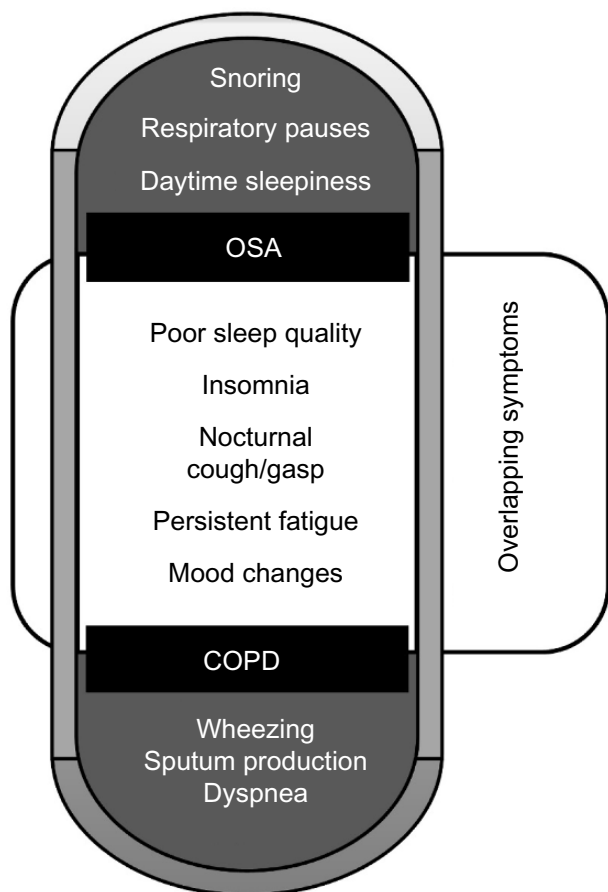 Snoring
Respiratory pauses
Daytime sleepiness
OSA
Poor sleep quality
Insomnia
Nocturnal
cough/gasp
Persistent fatigue
Mood changes
Overlapping symptoms
COPD
Wheezing
Sputum production
Dyspnea